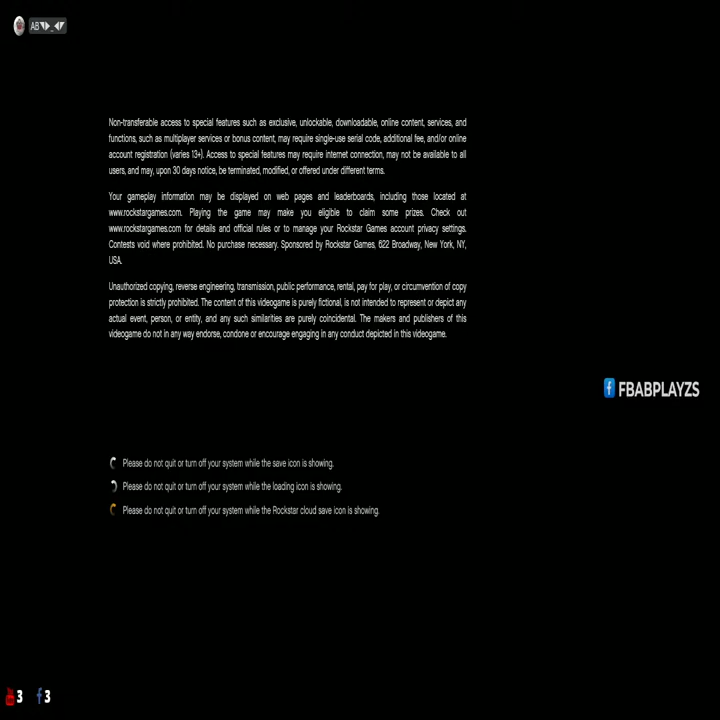 AB
Non-transferable access to special features such as exclusive, unlockable, downloadable, online content, services, and
functions, such as multiplayer services or bonus content, may require single-use serial code, additional fee, and/or online
account registration (varies 13+). Access to special features may require internet connection, may not be available to all
users, and may, upon 30 days notice, be terminated, modified, or offered under different terms.
Your gameplay information may be displayed on web pages and leaderboards, including those located at
www.rockstargames.com. Playing the game may make you eligible to claim some prizes. Check out
www.rockstargames.com for details and official rules or to manage your Rockstar Games account privacy settings.
Contests void where prohibited. No purchase necessary. Sponsored by Rockstar Games, 622 Broadway, New York, NY,
USA.
Unauthorized copying, reverse engineering, transmission, public performance, rental, pay for play, or circumvention of copy
protection is strictly prohibited. The content of this videogame is purely fictional, is not intended to represent or depict any
actual event, person, or entity, and any such similarities are purely coincidental. The makers and publishers of this
videogame do not in any way endorse, condone or encourage engaging in any conduct depicted in this videogame.
FBABPLAYZS
Please do not quit or turn off your system while the save icon is showing.
Please do not quit or turn off your system while the loading icon is showing.
Please do not quit or turn off your system while the Rockstar cloud save icon is showing.
3 3